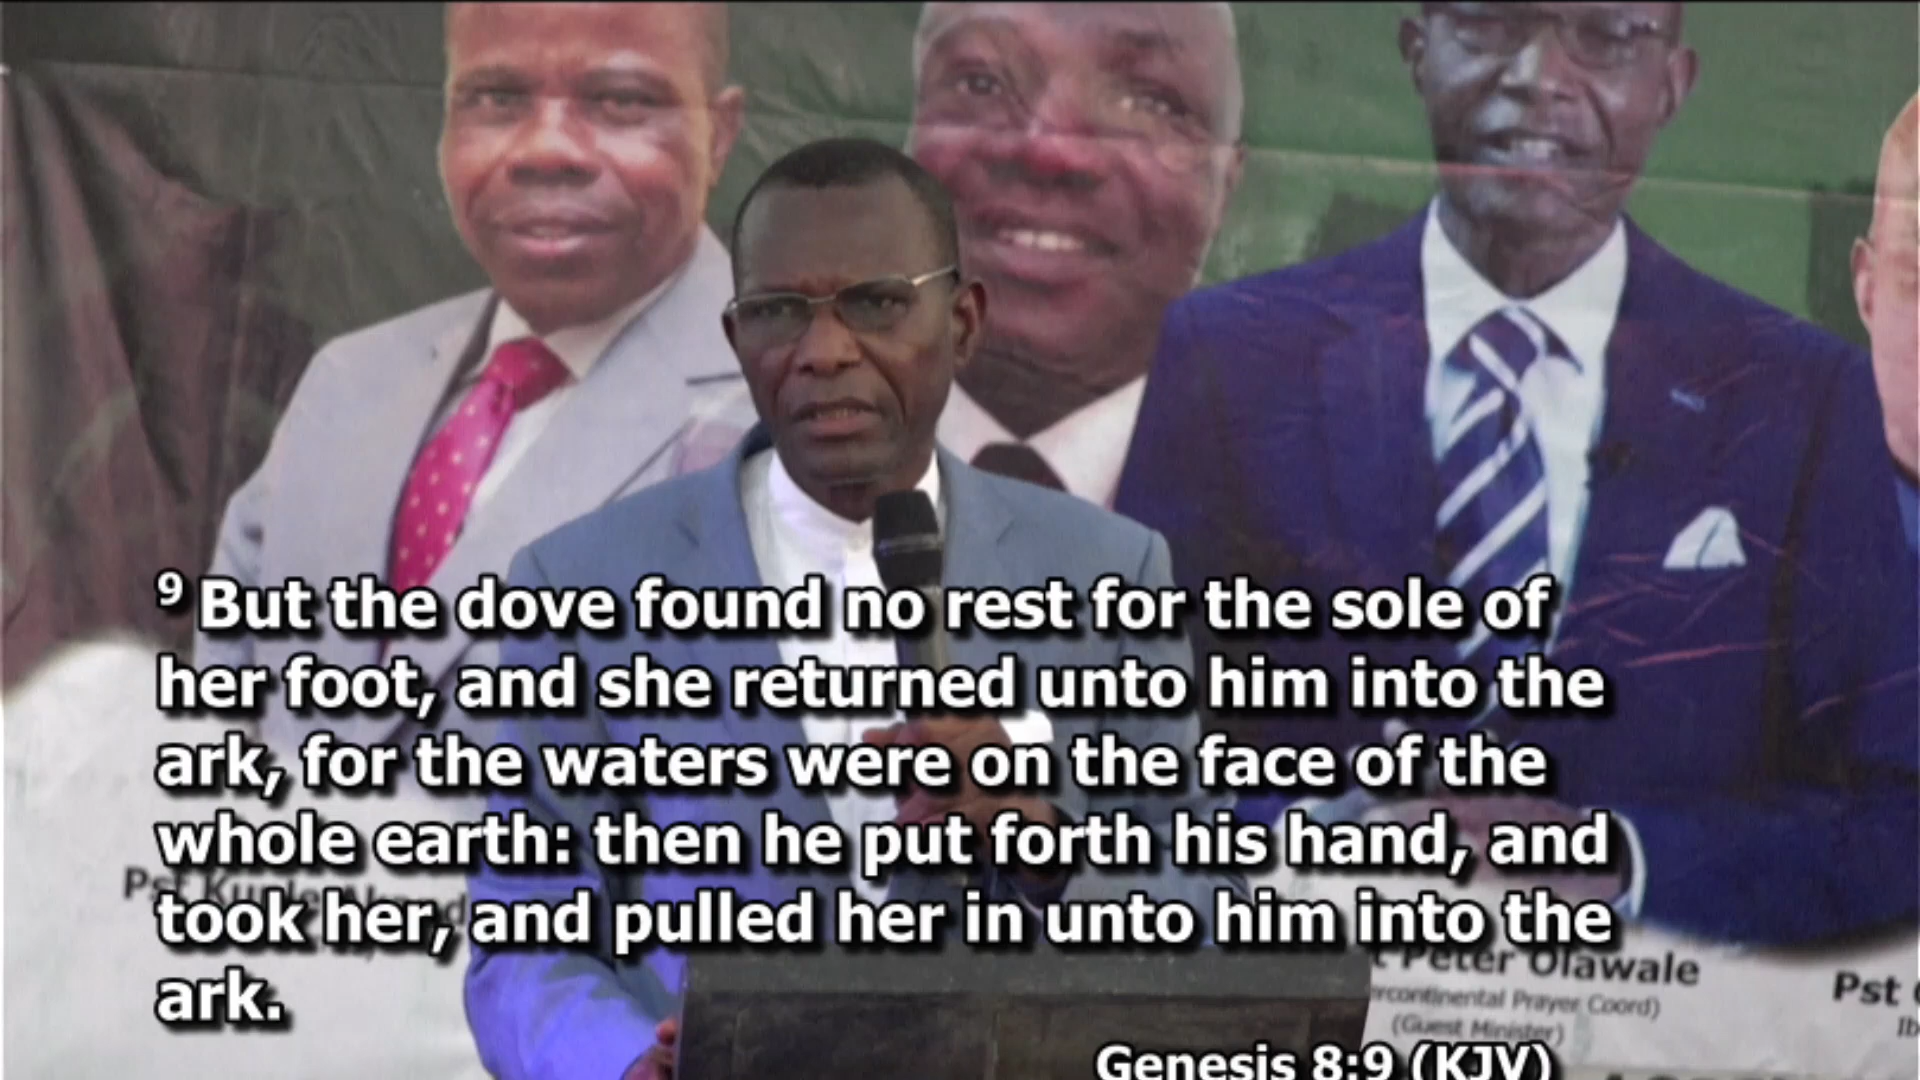 9 But the dove found no rest for the sole of
her foot, and she returned unto him into the
ark, for the waters were on the face of the
whole earth: then he put forth his hand, and
took her, and pulled her in unto him into the
ark.
Genesis 8:9 (KJV)
Pst
Peter Olawale
Prayer Coord)
(Guest Minister)
Pst